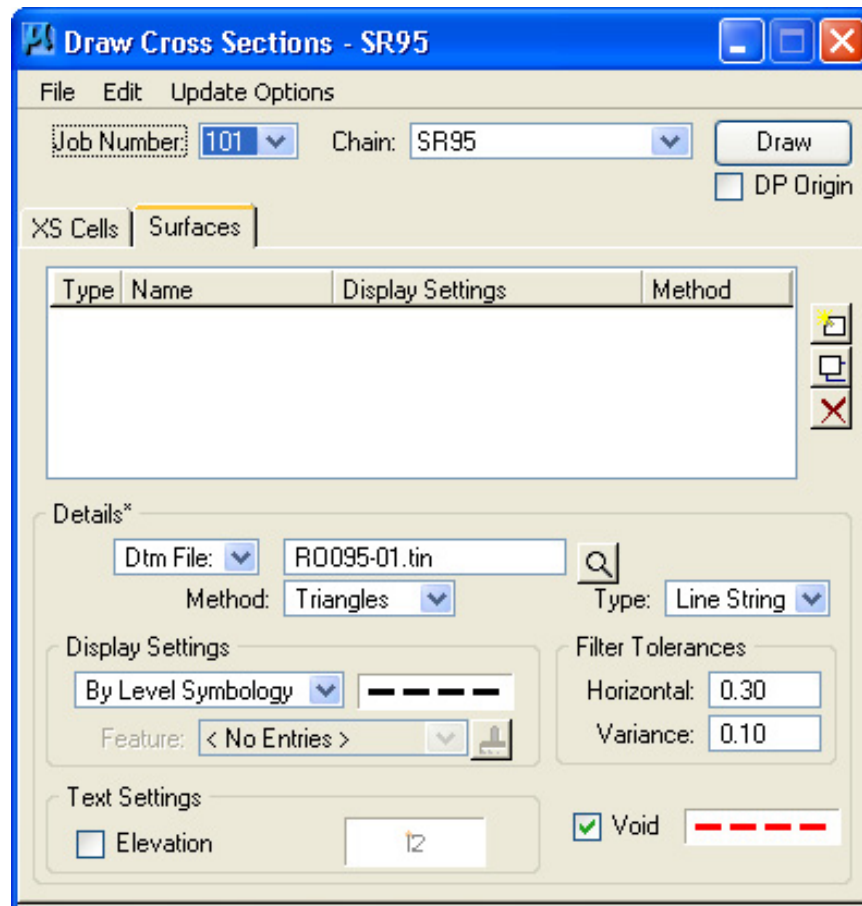 Draw Cross Sections - SR95
File Edit Update Options
Job Number: 101 Chain: SR95 Draw
DP Origin
XS Cells Surfaces
Type Name Display Settings Method
Details*
Dtm File: RO095-01.tin
Method: Triangles Type: Line String
Display Settings Filter Tolerances
By Level Symbology Horizontal: 0.30
Feature: < No Entries > Variance: 0.10
Text Settings
Elevation 12 Void